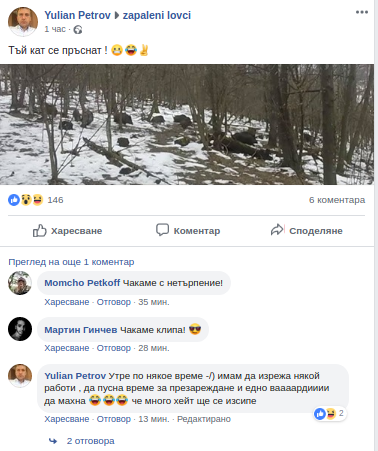 Yulian Petrov ▸ zapaleni lovci
1 час ·
Тъй кат се пръснат ! 😬😂✌
146
6 коментара
Харесване Коментар Споделяне
Преглед на още 1 коментар
Momcho Petkoff Чакаме с нетърпение!
Харесване · Отговор · 35 мин.
Мартин Гинчев Чакаме клипа! 😎
Харесване · Отговор · 28 мин.
Yulian Petrov Утре по някое време -/) имам да изрежа някой
работи , да пусна време за презареждане и едно ваааардииии
да махна 😂😂😂 че много хейт ще се изсипе
2
Харесване · Отговор · 13 мин. · Редактирано
2 отговора